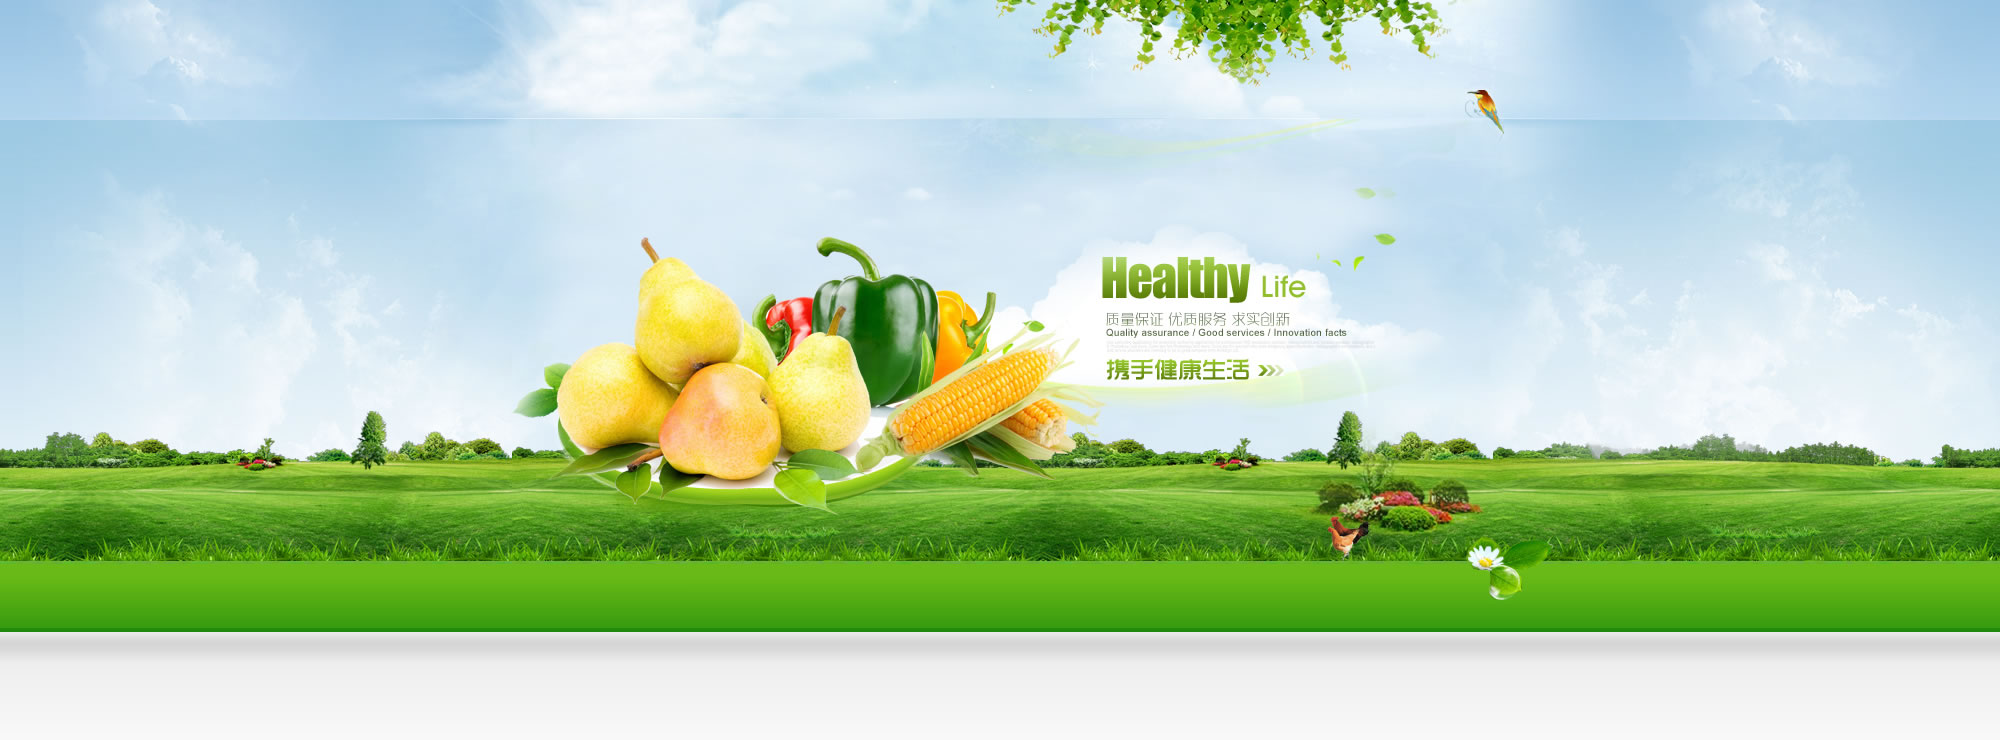 Healthy Life
质量保证 优质服务 求实创新
Quality assurance / Good services / Innovation facts
携手健康生活